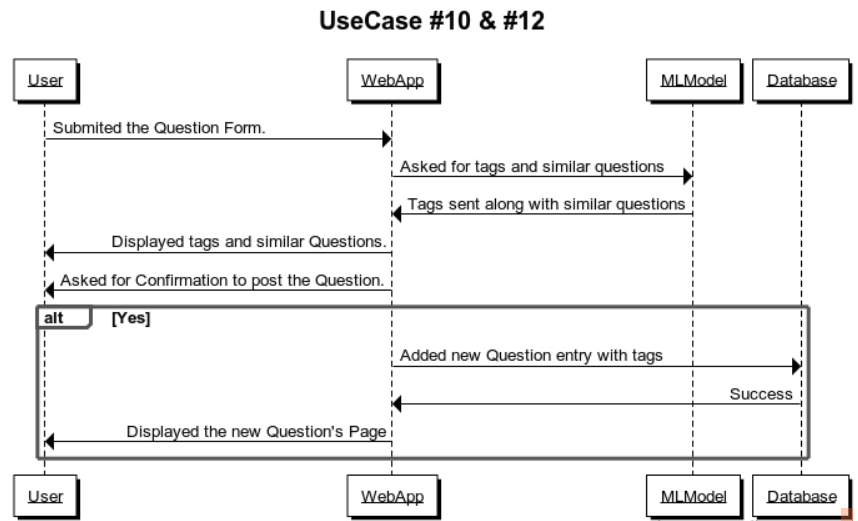 UseCase #10 & #12
User WebApp MLModel Database
Submited the Question Form.
Asked for tags and similar questions
Tags sent along with similar questions
Displayed tags and similar Questions.
Asked for Confirmation to post the Question.
alt [Yes]
Added new Question entry with tags
Success
Displayed the new Question's Page
User WebApp MLModel Database